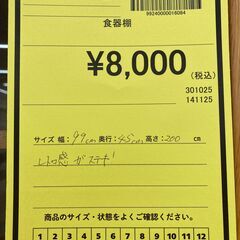 99240000016084
食器棚
¥8,000
(税込)
301025
141125
サイズ 幅: 99cm 奥行: 45cm 高さ: 200 cm
レトロ感がステキ
商品のサイズ・状態をよくご確認ください。
1 2 3 4 5 6 7 8 9 10 11 12